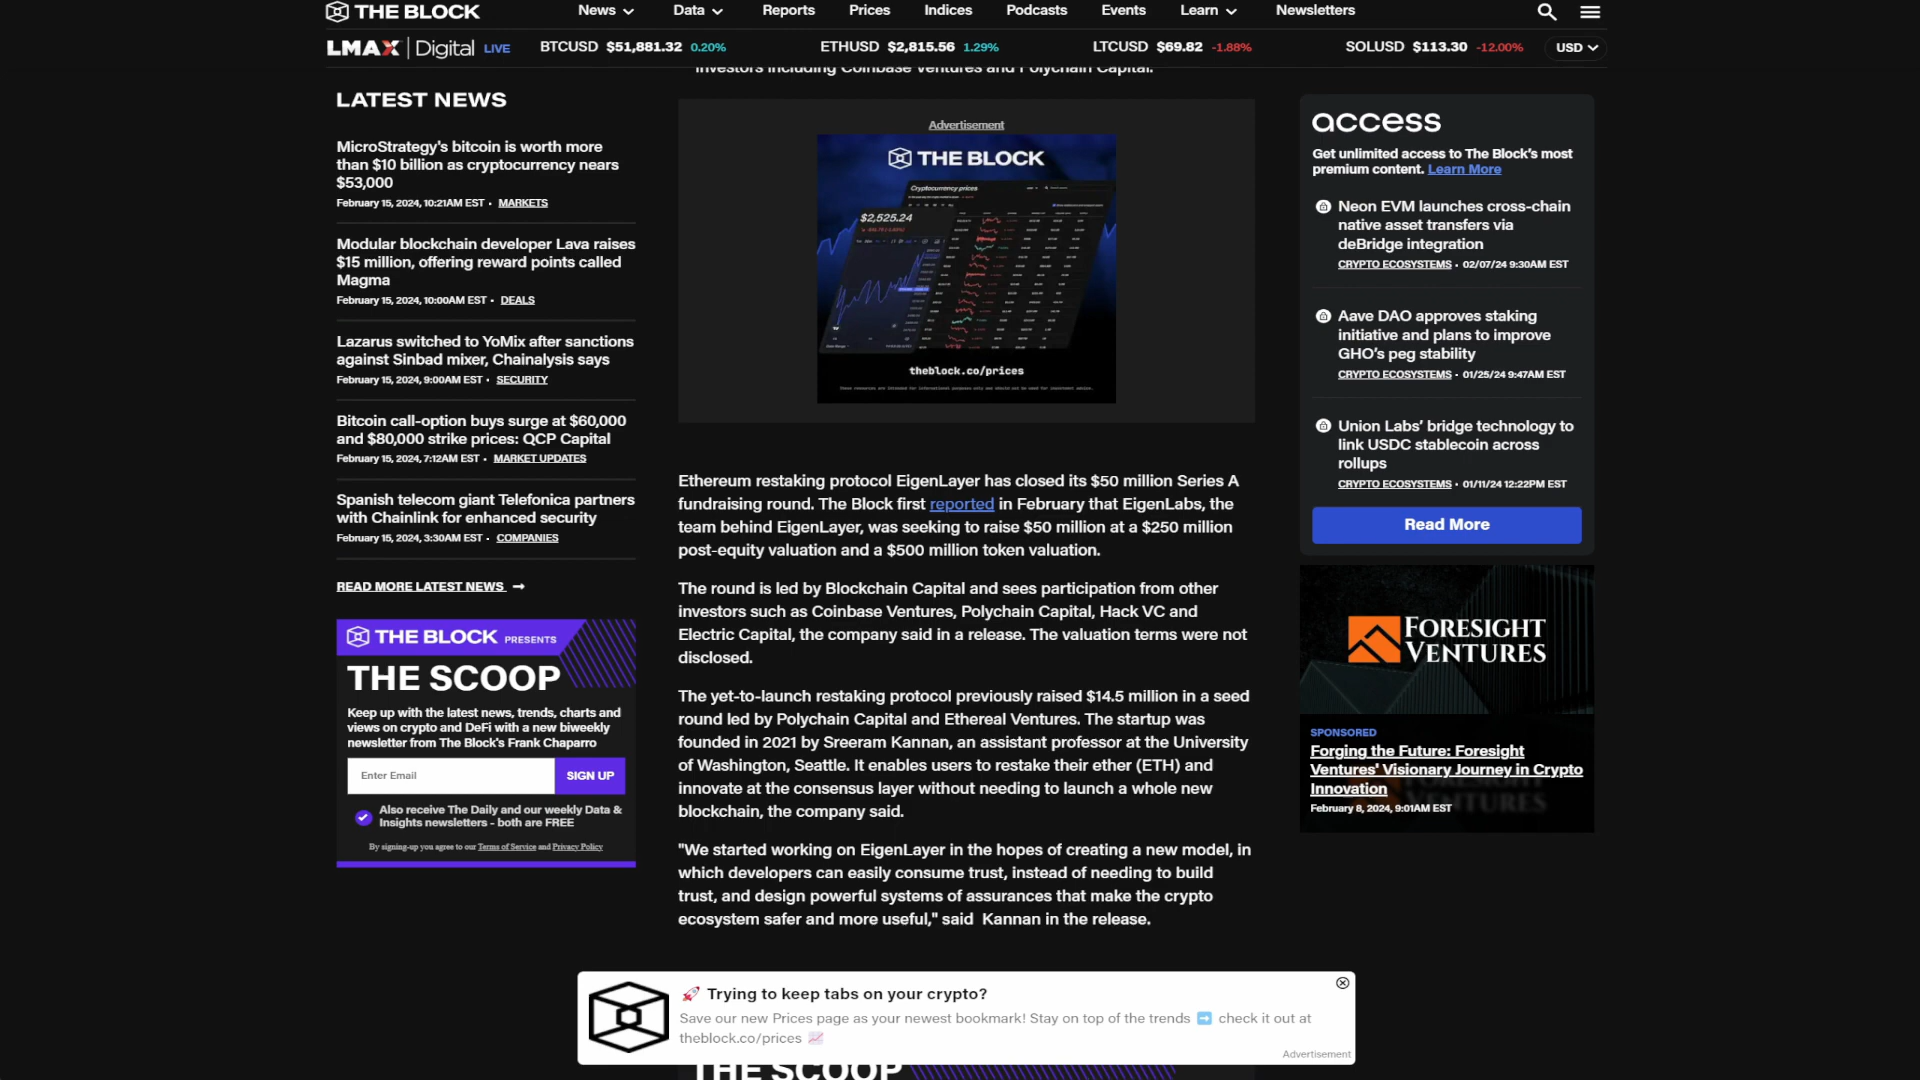 THE BLOCK
News
Data
Reports
Prices
Indices
Podcasts
Events
Learn
Newsletters
LMAX Digital LIVE
BTCUSD $51,881.32 0.20%
ETHUSD $2,815.56 1.29%
LTCUSD $69.82 -1.88%
SOLUSD $113.30 -12.00%
USD
LATEST NEWS
MicroStrategy's bitcoin is worth more
than $10 billion as cryptocurrency nears
$53,000
February 15, 2024, 10:21AM EST • MARKETS
Modular blockchain developer Lava raises
$15 million, offering reward points called
Magma
February 15, 2024, 10:00AM EST • DEALS
Lazarus switched to YoMix after sanctions
against Sinbad mixer, Chainalysis says
February 15, 2024, 9:00AM EST • SECURITY
Bitcoin call-option buys surge at $60,000
and $80,000 strike prices: QCP Capital
February 15, 2024, 7:12AM EST • MARKET UPDATES
Spanish telecom giant Telefonica partners
with Chainlink for enhanced security
February 15, 2024, 3:30AM EST • COMPANIES
READ MORE LATEST NEWS →
THE BLOCK PRESENTS
THE SCOOP
Keep up with the latest news, trends, charts and
views on crypto and DeFi with a new biweekly
newsletter from The Block's Frank Chaparro
Enter Email
SIGN UP
Also receive The Daily and our weekly Data &
Insights newsletters - both are FREE
By signing-up you agree to our Terms of Service and Privacy Policy
investors including Coinbase Ventures and Polychain Capital.
Advertisement
THE BLOCK
Cryptocurrency prices
$2,525.24
theblock.co/prices
These resources are intended for informational purposes only and should not be used for investment advice.
Ethereum restaking protocol EigenLayer has closed its $50 million Series A
fundraising round. The Block first reported in February that EigenLabs, the
team behind EigenLayer, was seeking to raise $50 million at a $250 million
post-equity valuation and a $500 million token valuation.
The round is led by Blockchain Capital and sees participation from other
investors such as Coinbase Ventures, Polychain Capital, Hack VC and
Electric Capital, the company said in a release. The valuation terms were not
disclosed.
The yet-to-launch restaking protocol previously raised $14.5 million in a seed
round led by Polychain Capital and Ethereal Ventures. The startup was
founded in 2021 by Sreeram Kannan, an assistant professor at the University
of Washington, Seattle. It enables users to restake their ether (ETH) and
innovate at the consensus layer without needing to launch a whole new
blockchain, the company said.
"We started working on EigenLayer in the hopes of creating a new model, in
which developers can easily consume trust, instead of needing to build
trust, and design powerful systems of assurances that make the crypto
ecosystem safer and more useful," said Kannan in the release.
access
Get unlimited access to The Block's most
premium content. Learn More
Neon EVM launches cross-chain
native asset transfers via
deBridge integration
CRYPTO ECOSYSTEMS • 02/07/24 9:30AM EST
Aave DAO approves staking
initiative and plans to improve
GHO's peg stability
CRYPTO ECOSYSTEMS • 01/25/24 9:47AM EST
Union Labs' bridge technology to
link USDC stablecoin across
rollups
CRYPTO ECOSYSTEMS • 01/11/24 12:22PM EST
Read More
FORESIGHT
VENTURES
SPONSORED
Forging the Future: Foresight
Ventures' Visionary Journey in Crypto
Innovation
February 8, 2024, 9:01AM EST
🚀 Trying to keep tabs on your crypto?
Save our new Prices page as your newest bookmark! Stay on top of the trends ➡️ check it out at
theblock.co/prices 📈
Advertisement
THE SCOOP